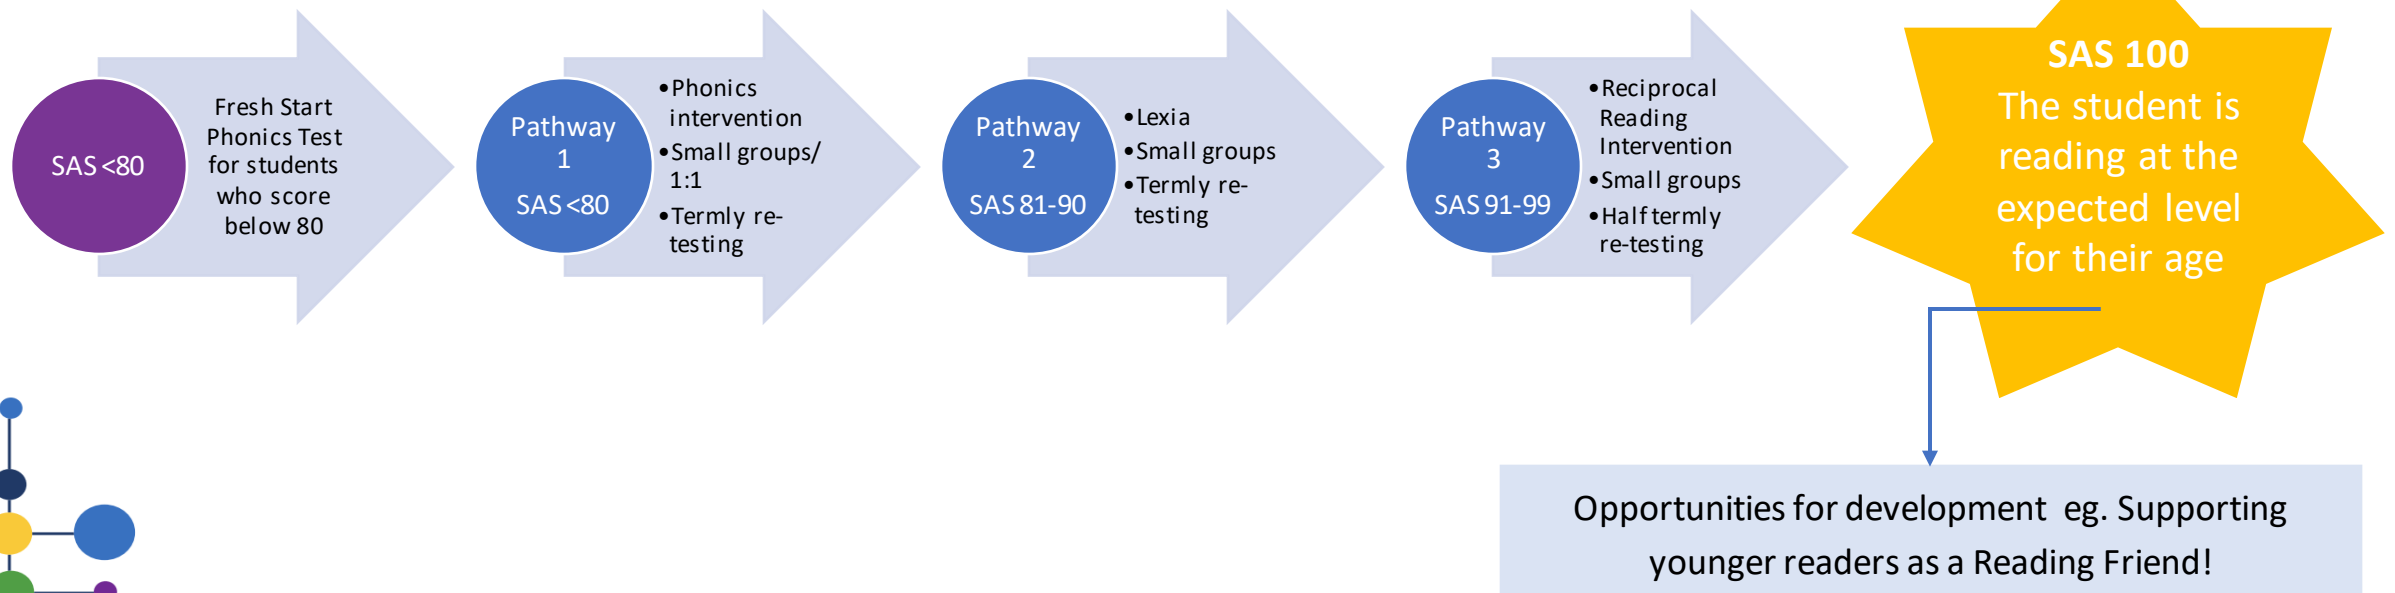 SAS <80
Fresh Start
Phonics Test
for students
who score
below 80
Pathway
1
SAS <80
•Phonics
intervention
•Small groups/
1:1
•Termly re-
testing
Pathway
2
SAS 81-90
•Lexia
•Small groups
•Termly re-
testing
Pathway
3
SAS 91-99
•Reciprocal
Reading
Intervention
•Small groups
•Half termly
re-testing
SAS 100
The student is
reading at the
expected level
for their age
Opportunities for development eg. Supporting
younger readers as a Reading Friend!